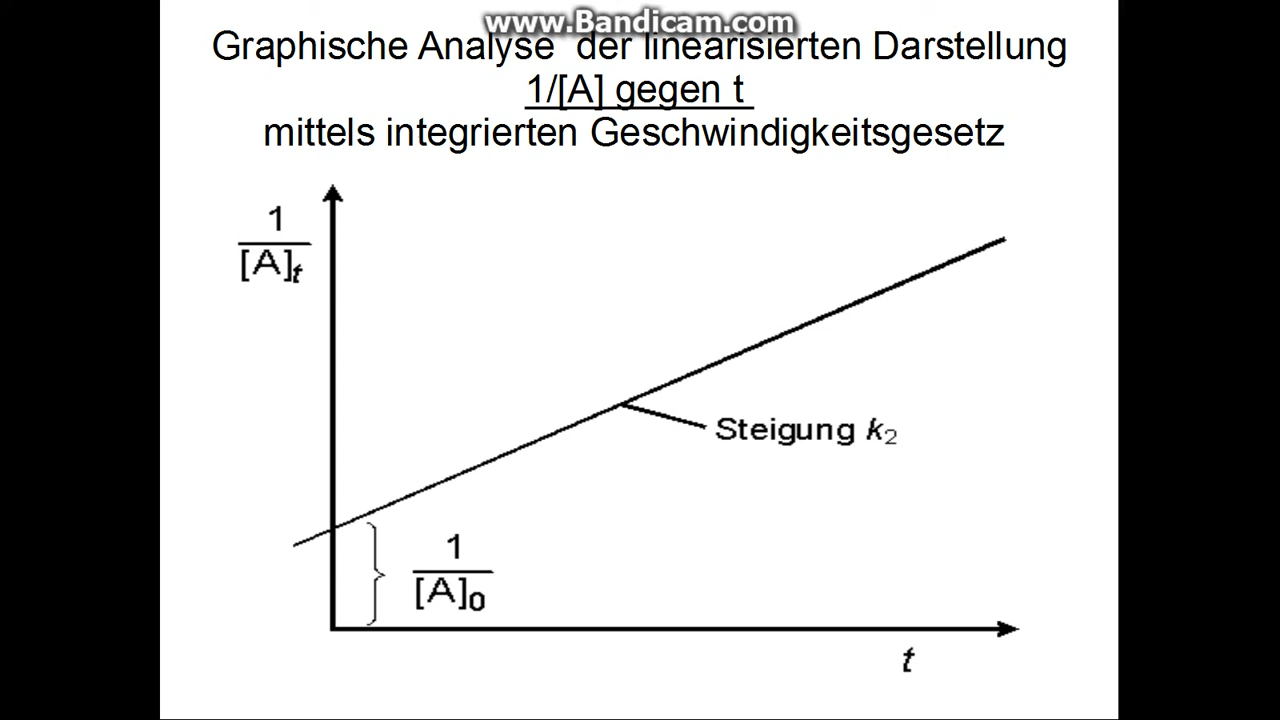 www.Bandicam.com
Graphische Analyse der linearisierten Darstellung
1/[A] gegen t
mittels integrierten Geschwindigkeitsgesetz
1
[A]t
Steigung k2
1
[A]0
t